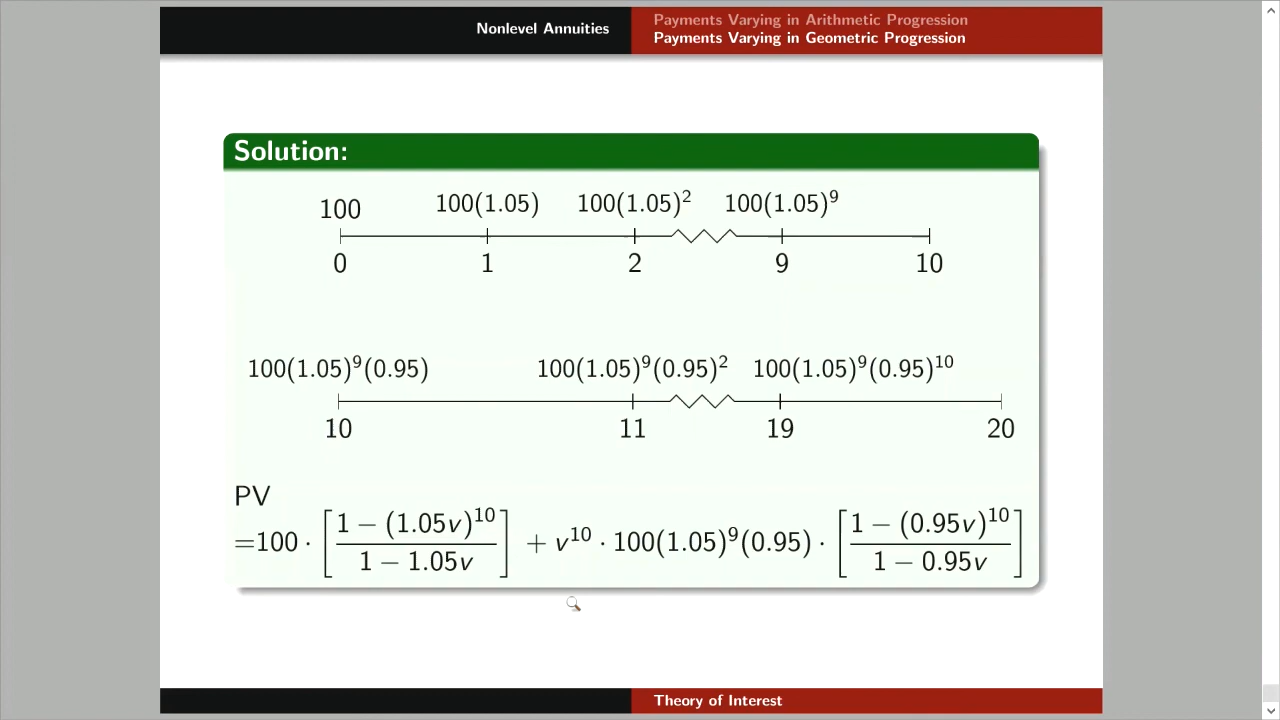 Nonlevel Annuities
Payments Varying in Arithmetic Progression
Payments Varying in Geometric Progression
Solution:
100 100(1.05) 100(1.05)² 100(1.05)⁹
0 1 2 9 10
100(1.05)⁹(0.95) 100(1.05)⁹(0.95)² 100(1.05)⁹(0.95)¹⁰
10 11 19 20
PV
=100 · [(1 − (1.05v)¹⁰)/(1 − 1.05v)] + v¹⁰ · 100(1.05)⁹(0.95) · [(1 − (0.95v)¹⁰)/(1 − 0.95v)]
Theory of Interest